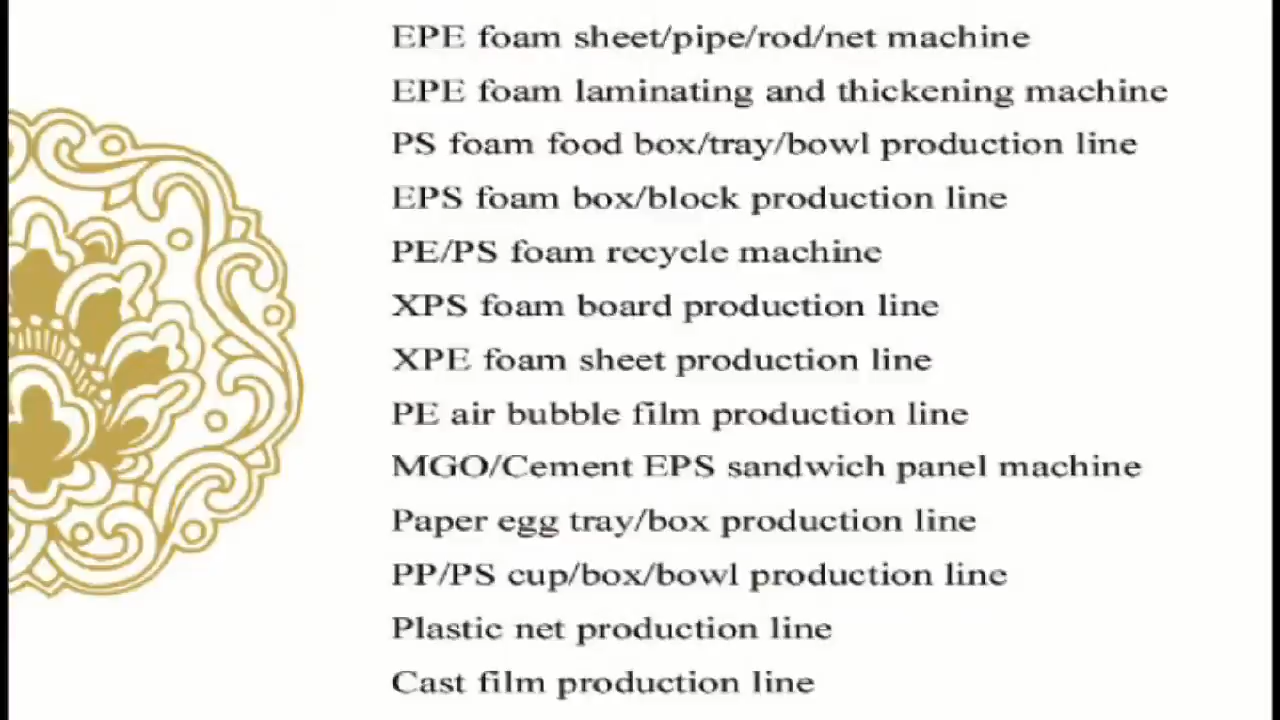 EPE foam sheet/pipe/rod/net machine
EPE foam laminating and thickening machine
PS foam food box/tray/bowl production line
EPS foam box/block production line
PE/PS foam recycle machine
XPS foam board production line
XPE foam sheet production line
PE air bubble film production line
MGO/Cement EPS sandwich panel machine
Paper egg tray/box production line
PP/PS cup/box/bowl production line
Plastic net production line
Cast film production line